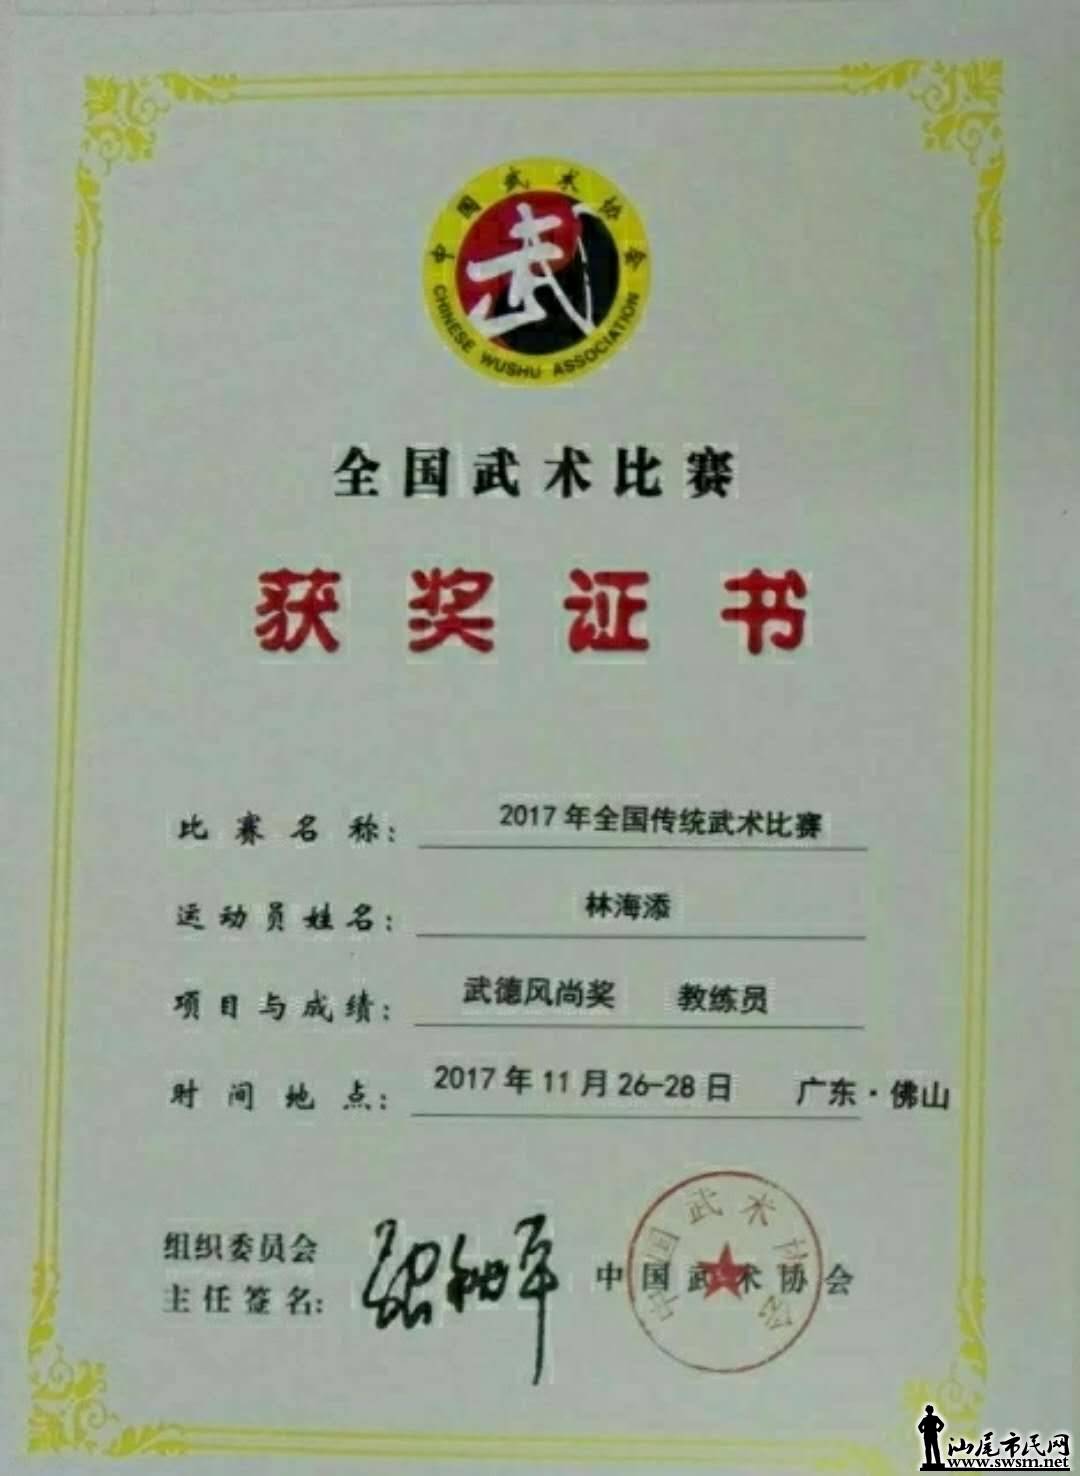 中国武术协会
武
CHINESE WUSHU ASSOCIATION
全国武术比赛
获奖证书
比赛名称: 2017年全国传统武术比赛
运动员姓名: 林海添
项目与成绩: 武德风尚奖 教练员
时间地点: 2017年11月26-28日 广东·佛山
组织委员会
主任签名:
中国武术协会
中国武术协会
汕尾市民网
www.swsm.net